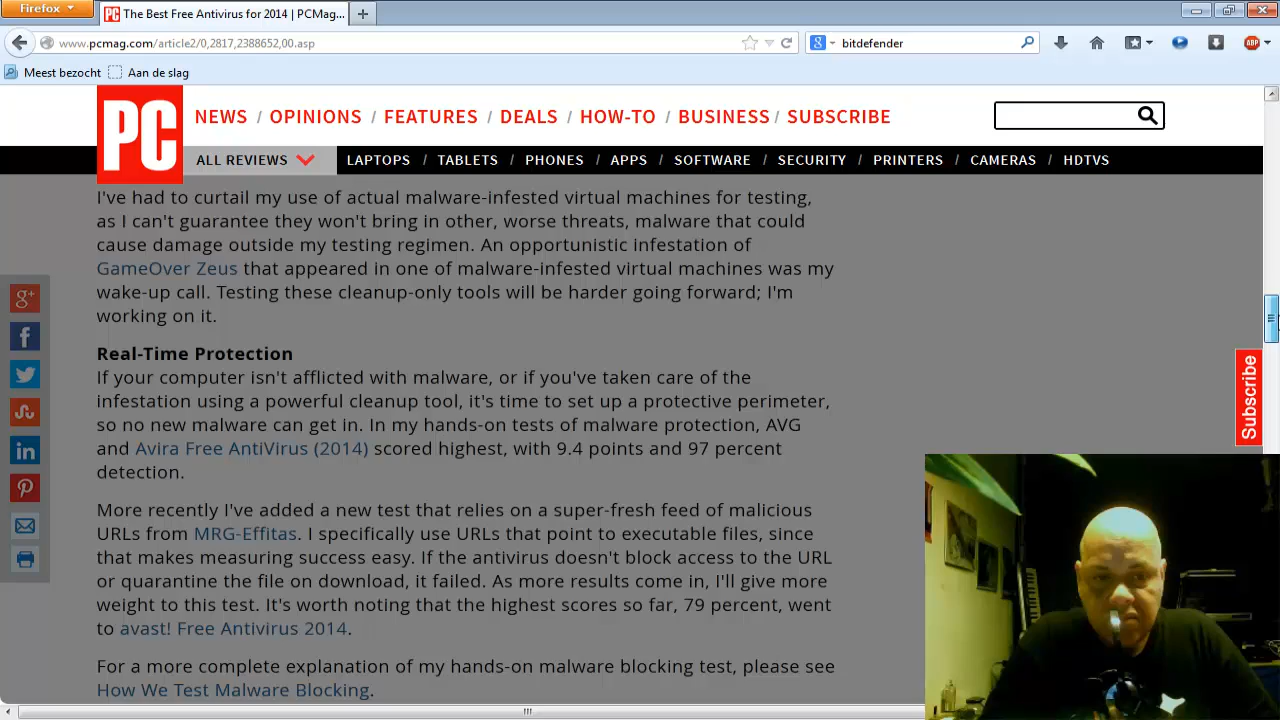 Firefox
The Best Free Antivirus for 2014 | PCMag...
www.pcmag.com/article2/0,2817,2388652,00.asp
bitdefender
ABP
Meest bezocht
Aan de slag
PC
NEWS / OPINIONS / FEATURES / DEALS / HOW-TO / BUSINESS / SUBSCRIBE
ALL REVIEWS
LAPTOPS / TABLETS / PHONES / APPS / SOFTWARE / SECURITY / PRINTERS / CAMERAS / HDTVS
I've had to curtail my use of actual malware-infested virtual machines for testing,
as I can't guarantee they won't bring in other, worse threats, malware that could
cause damage outside my testing regimen. An opportunistic infestation of
GameOver Zeus that appeared in one of malware-infested virtual machines was my
wake-up call. Testing these cleanup-only tools will be harder going forward; I'm
working on it.
Real-Time Protection
If your computer isn't afflicted with malware, or if you've taken care of the
infestation using a powerful cleanup tool, it's time to set up a protective perimeter,
so no new malware can get in. In my hands-on tests of malware protection, AVG
and Avira Free AntiVirus (2014) scored highest, with 9.4 points and 97 percent
detection.
More recently I've added a new test that relies on a super-fresh feed of malicious
URLs from MRG-Effitas. I specifically use URLs that point to executable files, since
that makes measuring success easy. If the antivirus doesn't block access to the URL
or quarantine the file on download, it failed. As more results come in, I'll give more
weight to this test. It's worth noting that the highest scores so far, 79 percent, went
to avast! Free Antivirus 2014.
For a more complete explanation of my hands-on malware blocking test, please see
How We Test Malware Blocking.
Subscribe